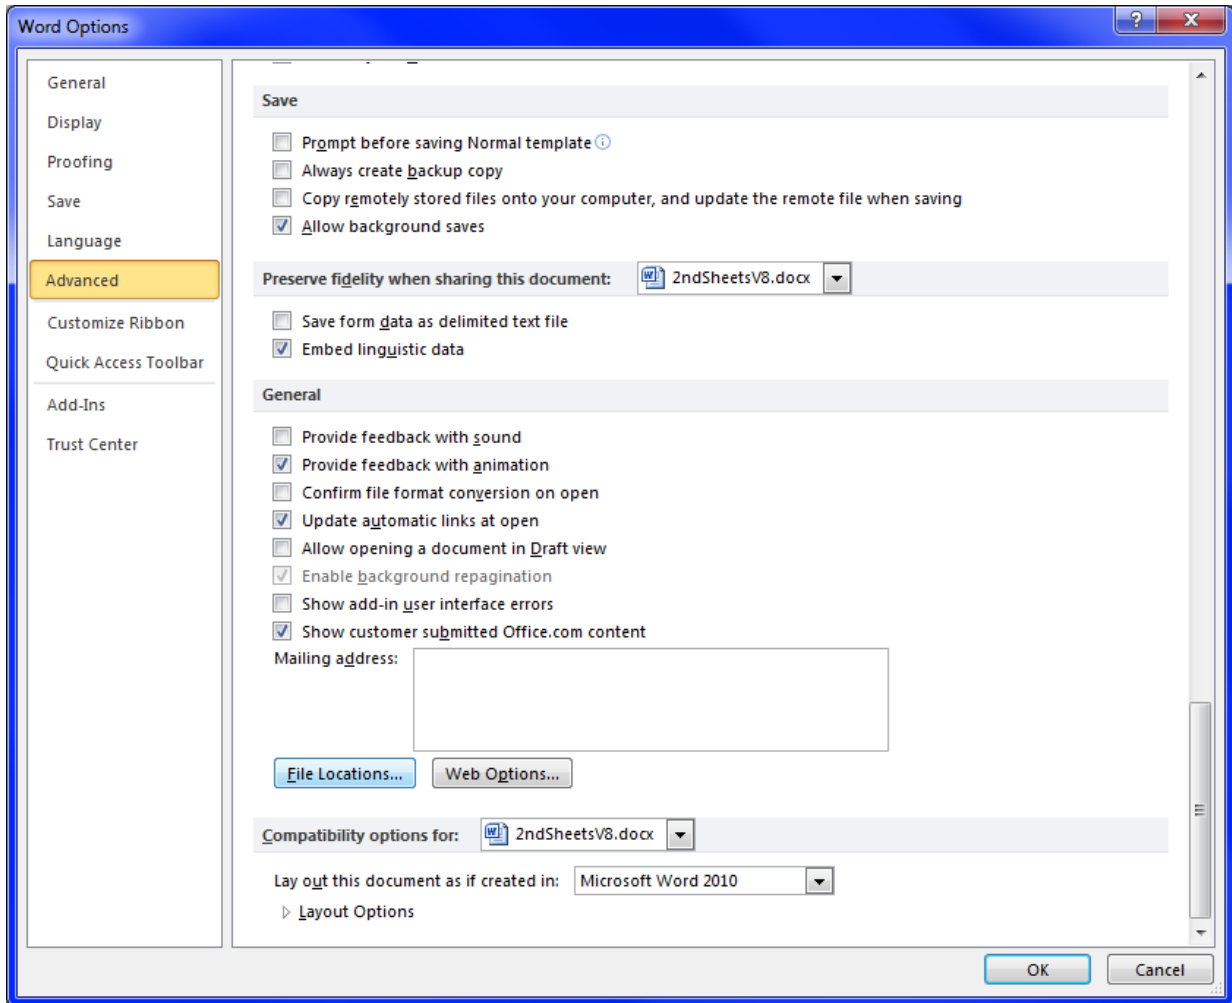 Word Options
General
Display
Proofing
Save
Language
Advanced
Customize Ribbon
Quick Access Toolbar
Add-Ins
Trust Center
Save
Prompt before saving Normal template
Always create backup copy
Copy remotely stored files onto your computer, and update the remote file when saving
Allow background saves
Preserve fidelity when sharing this document: 2ndSheetsV8.docx
Save form data as delimited text file
Embed linguistic data
General
Provide feedback with sound
Provide feedback with animation
Confirm file format conversion on open
Update automatic links at open
Allow opening a document in Draft view
Enable background repagination
Show add-in user interface errors
Show customer submitted Office.com content
Mailing address:
File Locations... Web Options...
Compatibility options for: 2ndSheetsV8.docx
Lay out this document as if created in: Microsoft Word 2010
Layout Options
OK Cancel